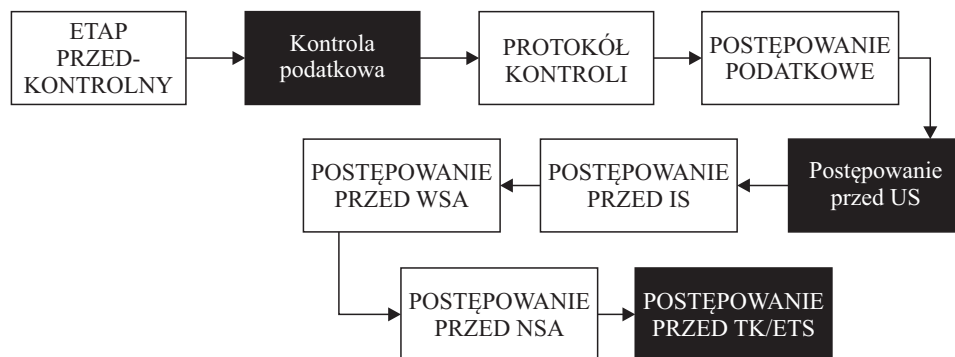 ETAP
PRZED-
KONTROLNY
Kontrola
podatkowa
PROTOKÓŁ
KONTROLI
POSTĘPOWANIE
PODATKOWE
Postępowanie
przed US
POSTĘPOWANIE
PRZED IS
POSTĘPOWANIE
PRZED WSA
POSTĘPOWANIE
PRZED NSA
POSTĘPOWANIE
PRZED TK/ETS